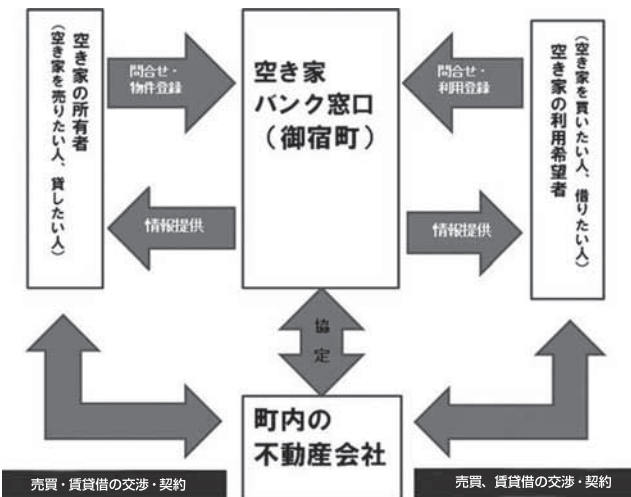 空き家の所有者
（空き家を売りたい人、貸したい人）
問合せ・
物件登録
情報提供
空き家
バンク窓口
（御宿町）
問合せ・
利用登録
情報提供
（空き家を買いたい人、借りたい人）
空き家の利用希望者
協
定
町内の
不動産会社
売買・賃貸借の交渉・契約
売買、賃貸借の交渉・契約